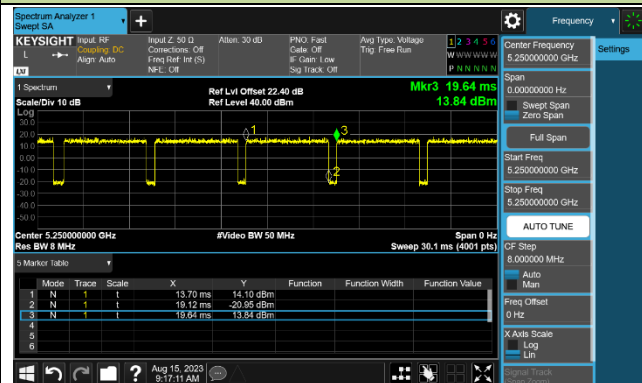 Spectrum Analyzer 1
Swept SA
+
Frequency
KEYSIGHT
Input: RF
Coupling: DC
Align: Auto
Input Z: 50 Ω
Corrections: Off
Freq Ref: Int (S)
NFE: Off
Atten: 30 dB
PNO: Fast
Gate: Off
IF Gain: Low
Sig Track: Off
Avg Type: Voltage
Trig: Free Run
1 2 3 4 5 6
W W W W W W
P N N N N N
L
LXI
1 Spectrum
Scale/Div 10 dB
Ref Lvl Offset 22.40 dB
Ref Level 40.00 dBm
Mkr3 19.64 ms
13.84 dBm
Log
30.0
20.0
10.0
0.00
-10.0
-20.0
-30.0
-40.0
-50.0
1
2
3
Center 5.250000000 GHz
Res BW 8 MHz
#Video BW 50 MHz
Span 0 Hz
Sweep 30.1 ms (4001 pts)
5 Marker Table
Mode Trace Scale X Y Function Function Width Function Value
1 N 1 t 13.70 ms 14.10 dBm
2 N 1 t 19.12 ms -20.95 dBm
3 N 1 t 19.64 ms 13.84 dBm
4
5
6
Aug 15, 2023
9:17:11 AM
?
Center Frequency
5.250000000 GHz
Settings
Span
0.00000000 Hz
Swept Span
Zero Span
Full Span
Start Freq
5.250000000 GHz
Stop Freq
5.250000000 GHz
AUTO TUNE
CF Step
8.000000 MHz
Auto
Man
Freq Offset
0 Hz
X Axis Scale
Log
Lin
Signal Track
(Span Zoom)